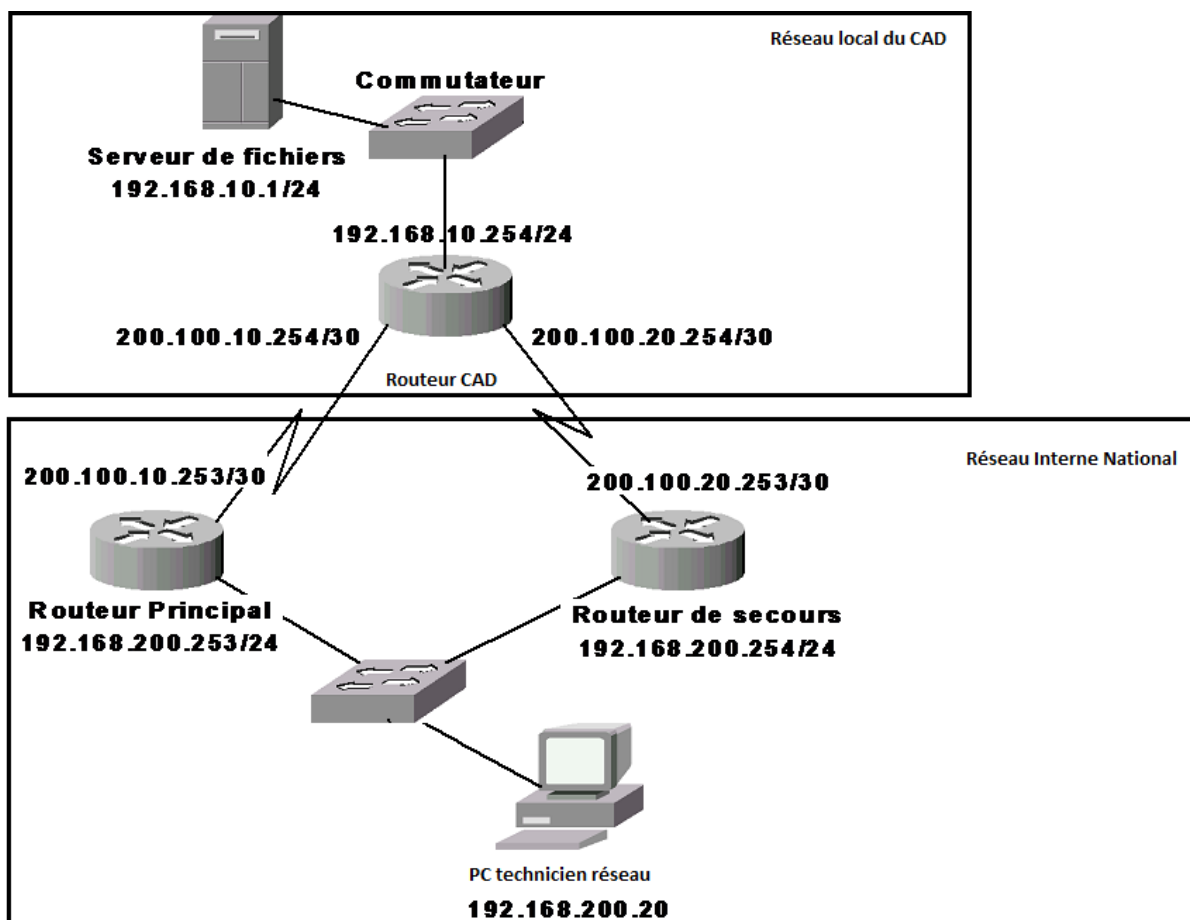 Réseau local du CAD
Commutateur
Serveur de fichiers
192.168.10.1/24
192.168.10.254/24
200.100.10.254/30
200.100.20.254/30
Routeur CAD
Réseau Interne National
200.100.10.253/30
200.100.20.253/30
Routeur Principal
192.168.200.253/24
Routeur de secours
192.168.200.254/24
PC technicien réseau
192.168.200.20